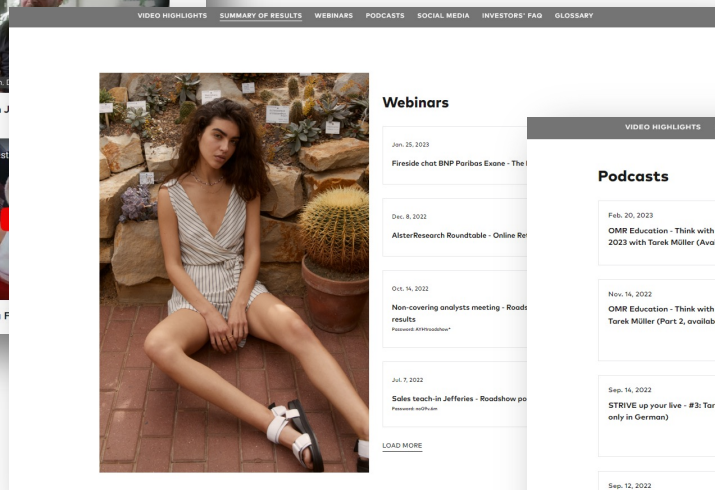 VIDEO HIGHLIGHTS SUMMARY OF RESULTS WEBINARS PODCASTS SOCIAL MEDIA INVESTORS' FAQ GLOSSARY
Webinars
Jan. 25, 2023
Fireside chat BNP Paribas Exane - The
Dec. 8, 2022
AlsterResearch Roundtable - Online
Oct. 14, 2022
Non-covering analysts meeting -
results
Jul. 7, 2022
Sales teach-in Jefferies - Roadshow
LOAD MORE
VIDEO HIGHLIGHTS
Podcasts
Feb. 20, 2023
OMR Education - Think with
2023 with Tarek Müller
Nov. 14, 2022
OMR Education - Think with
Tarek Müller (Part 2,
Sep. 14, 2022
STRIVE up your live - #3:
only in German)
Sep. 12, 2022